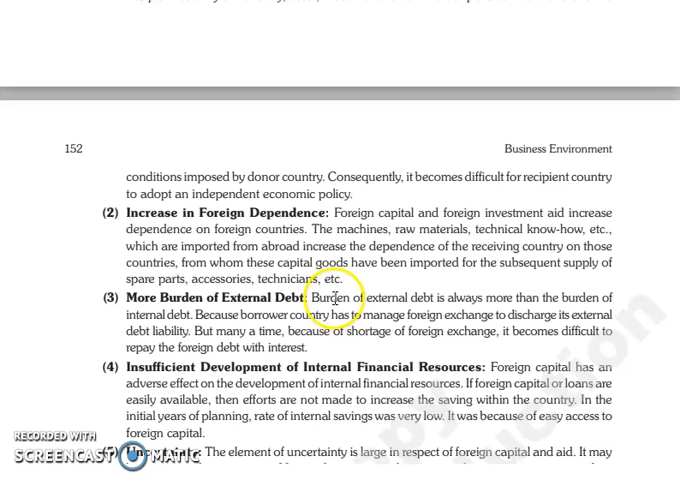 152 Business Environment
conditions imposed by donor country. Consequently, it becomes difficult for recipient country
to adopt an independent economic policy.
(2) Increase in Foreign Dependence: Foreign capital and foreign investment aid increase
dependence on foreign countries. The machines, raw materials, technical know-how, etc.,
which are imported from abroad increase the dependence of the receiving country on those
countries, from whom these capital goods have been imported for the subsequent supply of
spare parts, accessories, technicians, etc.
(3) More Burden of External Debt: Burden of external debt is always more than the burden of
internal debt. Because borrower country has to manage foreign exchange to discharge its external
debt liability. But many a time, because of shortage of foreign exchange, it becomes difficult to
repay the foreign debt with interest.
(4) Insufficient Development of Internal Financial Resources: Foreign capital has an
adverse effect on the development of internal financial resources. If foreign capital or loans are
easily available, then efforts are not made to increase the saving within the country. In the
initial years of planning, rate of internal savings was very low. It was because of easy access to
foreign capital.
(5) Uncertainty: The element of uncertainty is large in respect of foreign capital and aid. It may
RECORDED WITH
SCREENCAST MATIC